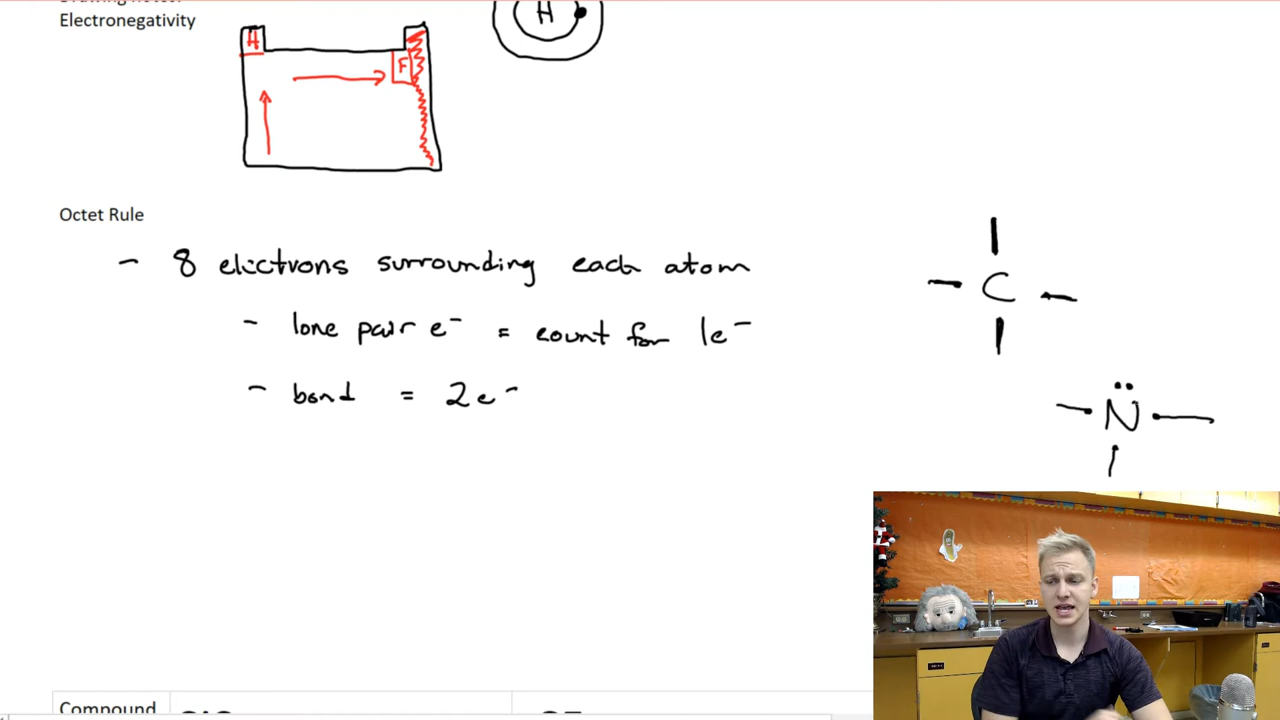 Electronegativity
H
H
F
Octet Rule
- 8 electrons surrounding each atom
- lone pair e⁻ = count for 1e⁻
- bond = 2e⁻
C
N
Compound